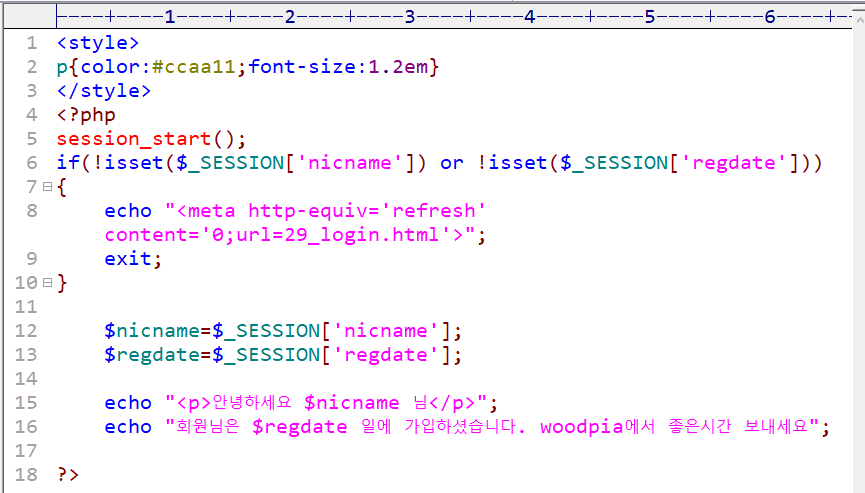 ----+----1----+----2----+----3----+----4----+----5----+----6----+--
1 <style>
2 p{color:#ccaa11;font-size:1.2em}
3 </style>
4 <?php
5 session_start();
6 if(!isset($_SESSION['nicname']) or !isset($_SESSION['regdate']))
7 {
8     echo "<meta http-equiv='refresh'
    content='0;url=29_login.html'>";
9     exit;
10 }
11
12     $nicname=$_SESSION['nicname'];
13     $regdate=$_SESSION['regdate'];
14
15     echo "<p>안녕하세요 $nicname 님</p>";
16     echo "회원님은 $regdate 일에 가입하셨습니다. woodpia에서 좋은시간 보내세요";
17
18 ?>